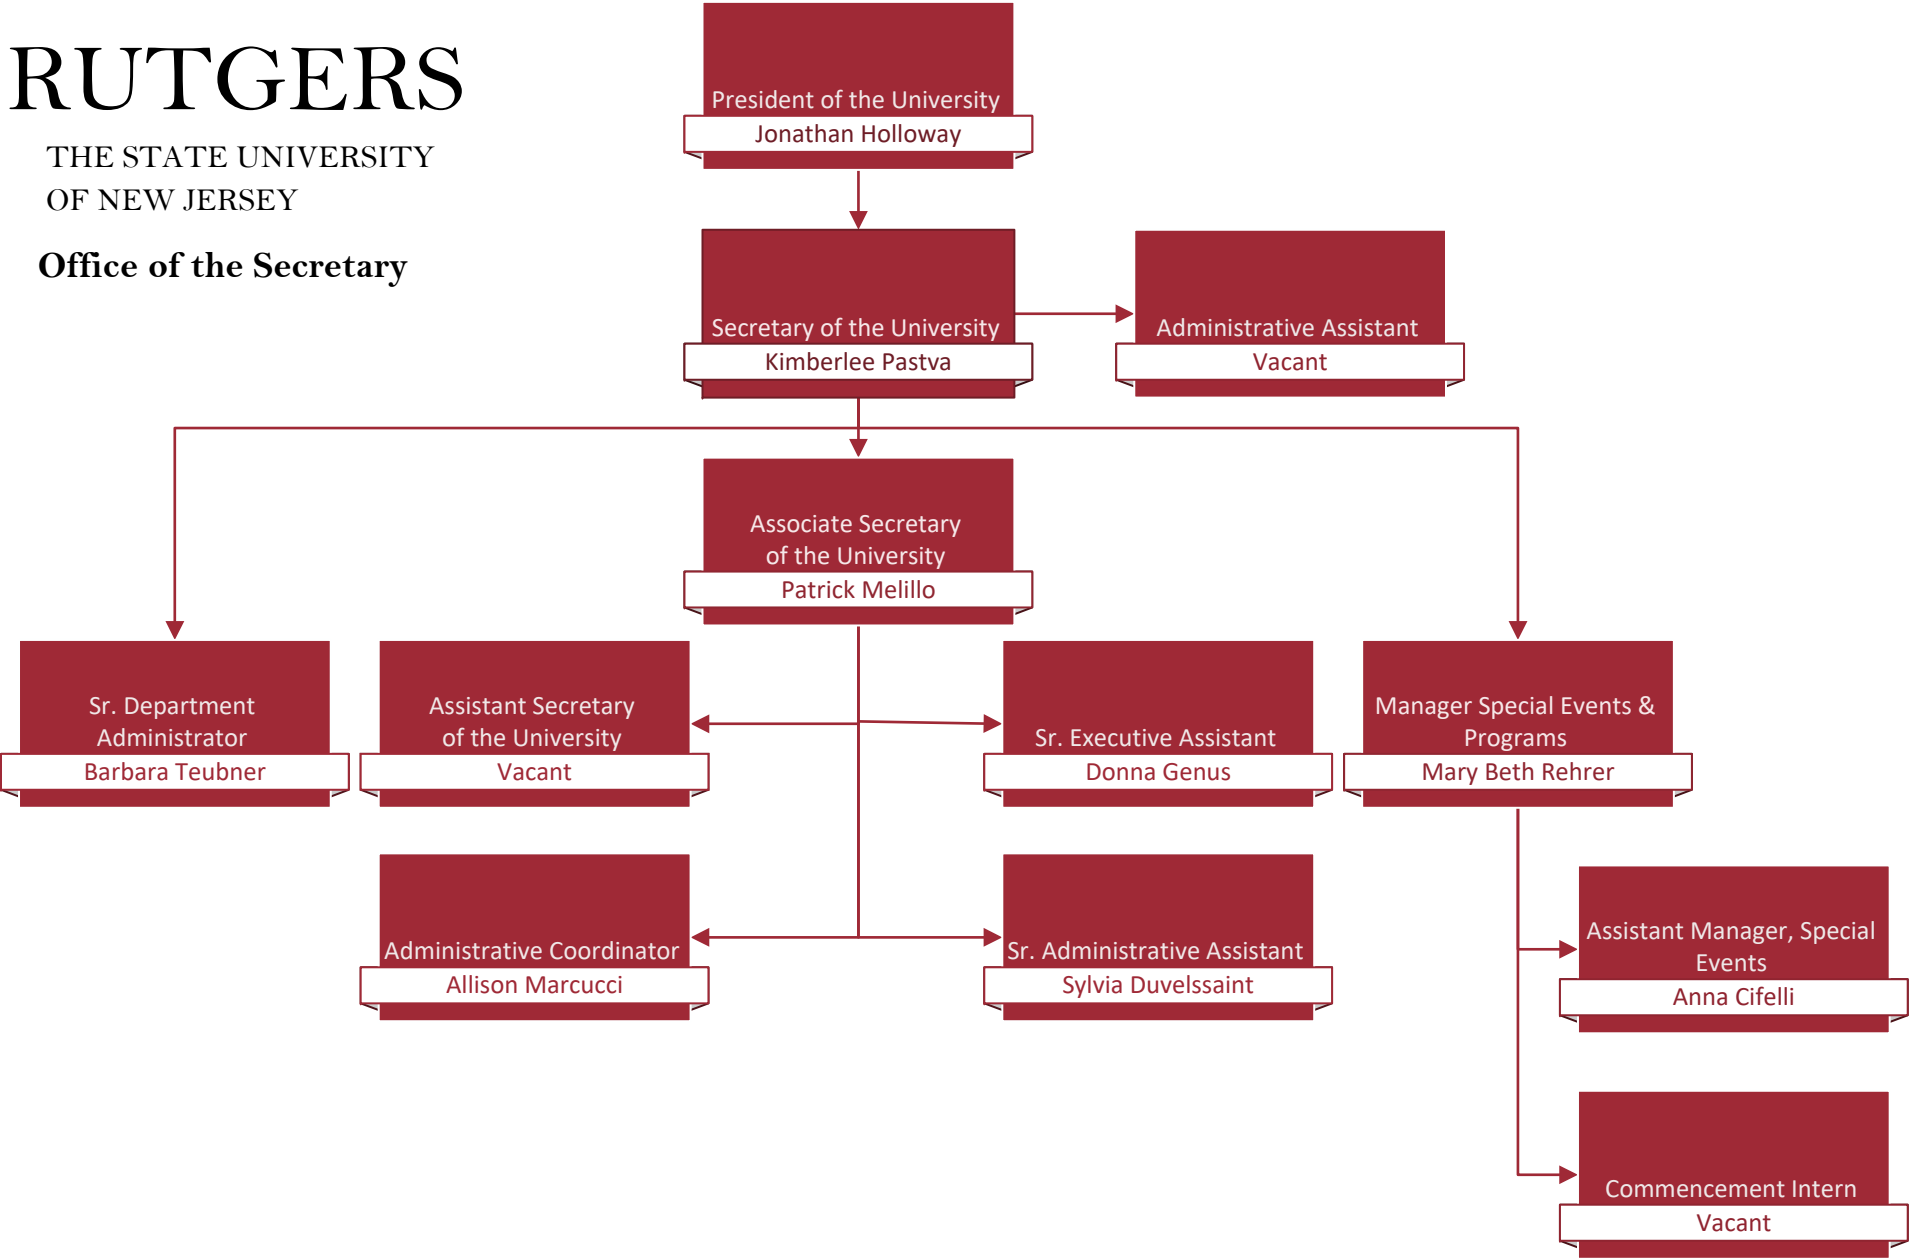 RUTGERS
THE STATE UNIVERSITY
OF NEW JERSEY
Office of the Secretary
President of the University
Jonathan Holloway
Secretary of the University
Kimberlee Pastva
Administrative Assistant
Vacant
Associate Secretary
of the University
Patrick Melillo
Sr. Department
Administrator
Barbara Teubner
Assistant Secretary
of the University
Vacant
Sr. Executive Assistant
Donna Genus
Manager Special Events &
Programs
Mary Beth Rehrer
Administrative Coordinator
Allison Marcucci
Sr. Administrative Assistant
Sylvia Duvelssaint
Assistant Manager, Special
Events
Anna Cifelli
Commencement Intern
Vacant